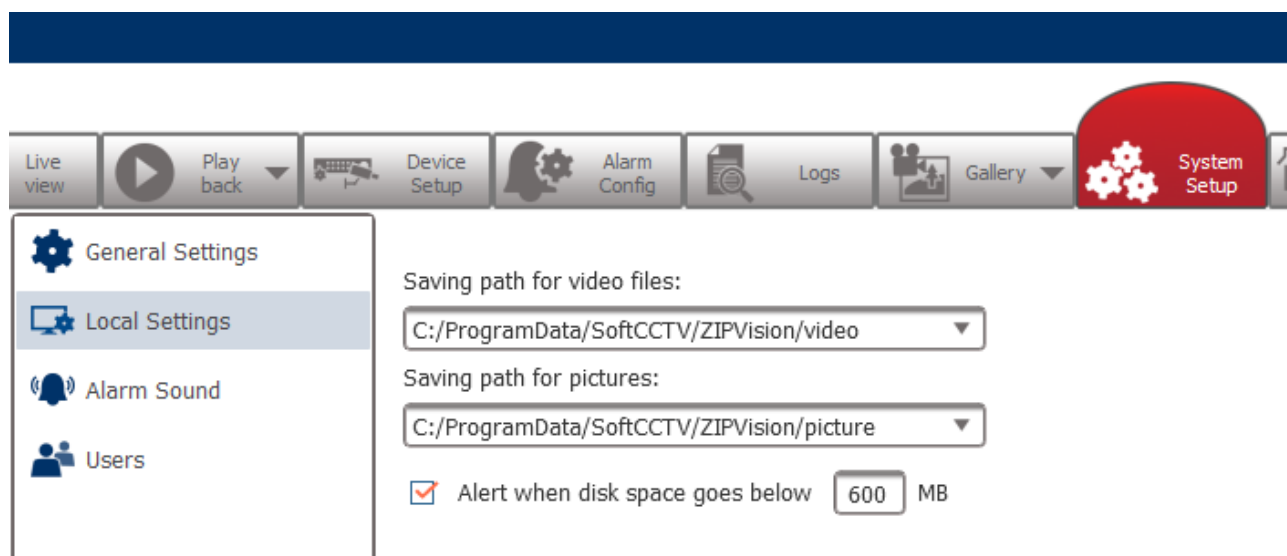 Live
view
Play
back
Device
Setup
Alarm
Config
Logs
Gallery
System
Setup
General Settings
Local Settings
Alarm Sound
Users
Saving path for video files:
C:/ProgramData/SoftCCTV/ZIPVision/video
Saving path for pictures:
C:/ProgramData/SoftCCTV/ZIPVision/picture
Alert when disk space goes below 600 MB